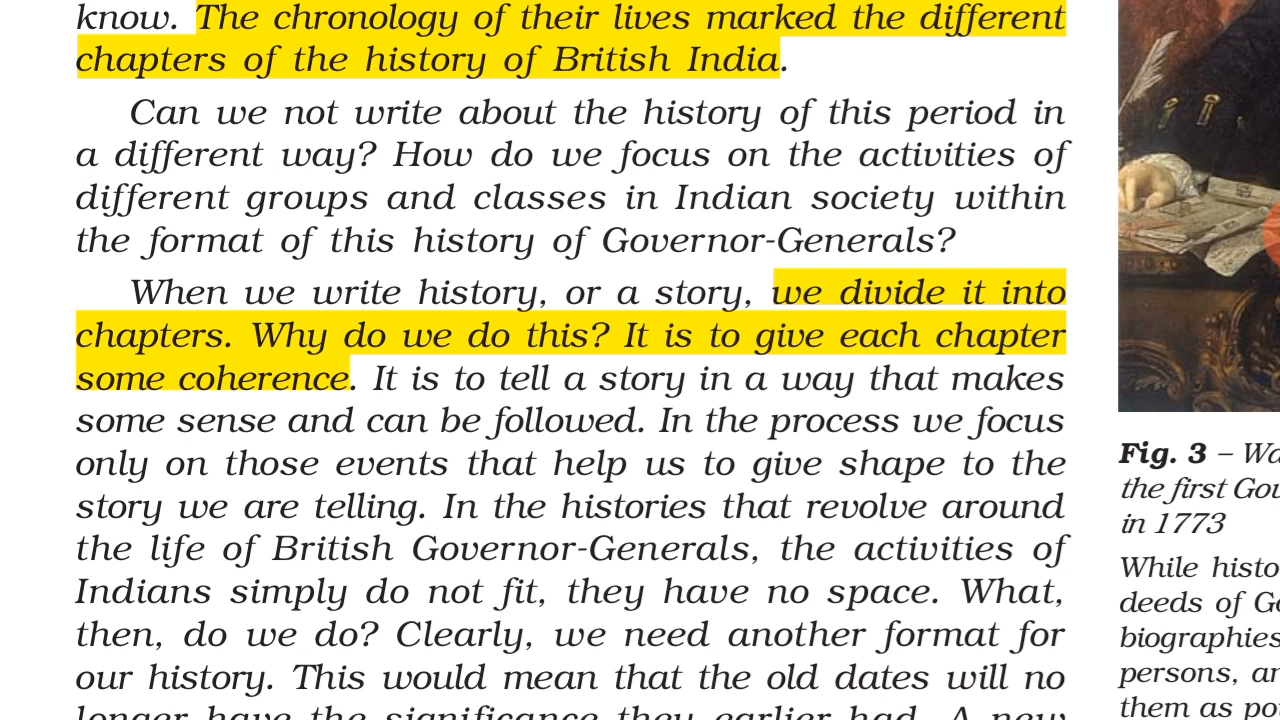 know. The chronology of their lives marked the different
chapters of the history of British India.
Can we not write about the history of this period in
a different way? How do we focus on the activities of
different groups and classes in Indian society within
the format of this history of Governor-Generals?
When we write history, or a story, we divide it into
chapters. Why do we do this? It is to give each chapter
some coherence. It is to tell a story in a way that makes
some sense and can be followed. In the process we focus
only on those events that help us to give shape to the
story we are telling. In the histories that revolve around
the life of British Governor-Generals, the activities of
Indians simply do not fit, they have no space. What,
then, do we do? Clearly, we need another format for
our history. This would mean that the old dates will no
longer have the significance they earlier had. A new
Fig. 3 –
the first
in 1773
While
deeds of
biographies
persons,
them as